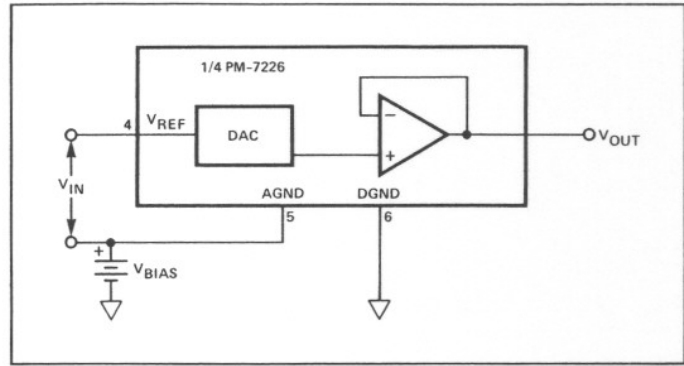 1/4 PM-7226
4
VREF
DAC
−
+
VOUT
VIN
AGND
DGND
5
6
+
VBIAS